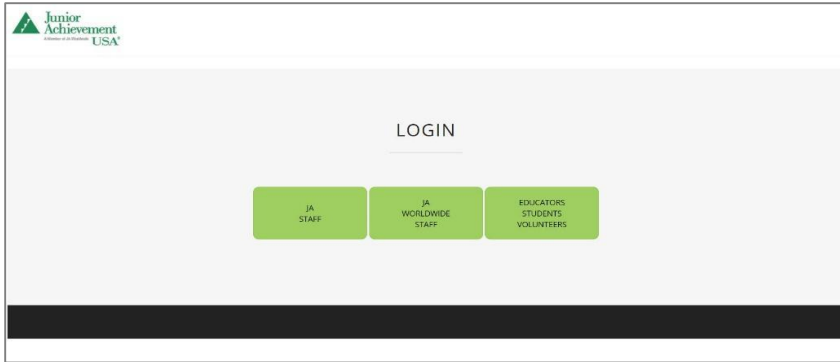 Junior
Achievement
USA
LOGIN
JA
STAFF
JA
WORLDWIDE
STAFF
EDUCATORS
STUDENTS
VOLUNTEERS